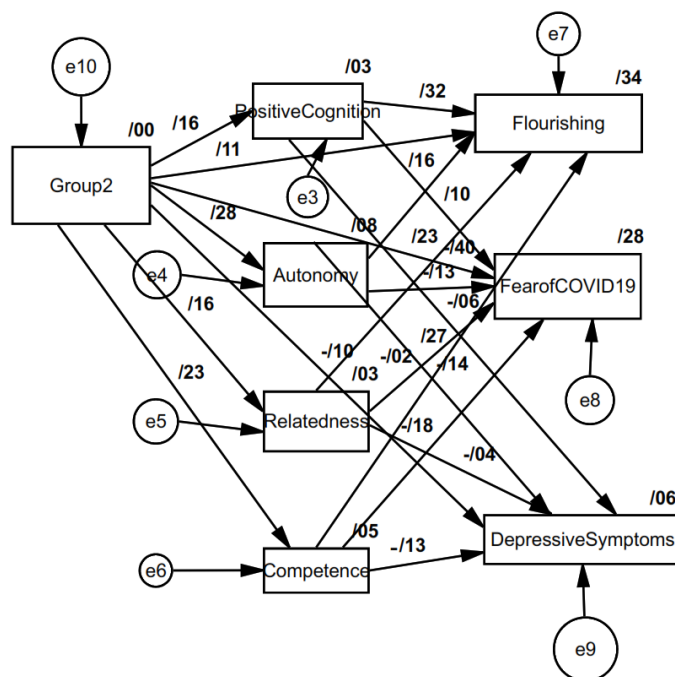 e7
e10
/03
/34
/00
/16
/32
PositiveCognition
Flourishing
/11
/16
Group2
e3
/10
/28
/08
/23
-/40
/28
e4
Autonomy
-/13
FearofCOVID19
/16
-/06
/27
-/10
-/02
-/14
/23
/03
e8
e5
Relatedness
-/18
-/04
/06
/05
-/13
DepressiveSymptoms
e6
Competence
e9